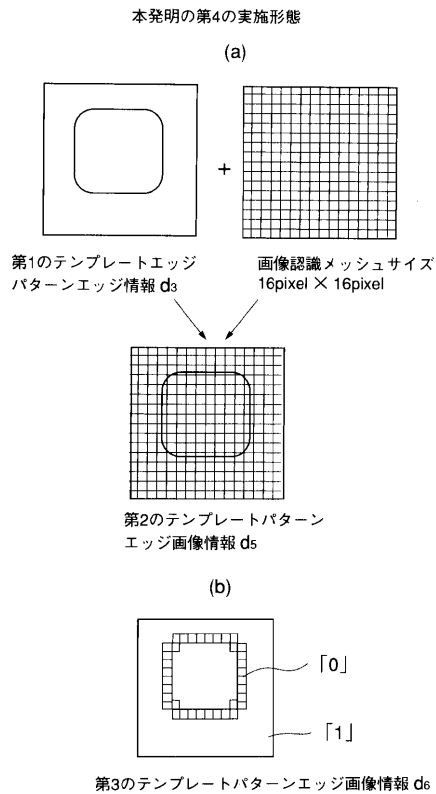 本発明の第4の実施形態
(a)
+
第1のテンプレートエッジ
パターンエッジ情報 d3
画像認識メッシュサイズ
16pixel × 16pixel
第2のテンプレートパターン
エッジ画像情報 d5
(b)
「0」
「1」
第3のテンプレートパターンエッジ画像情報 d6